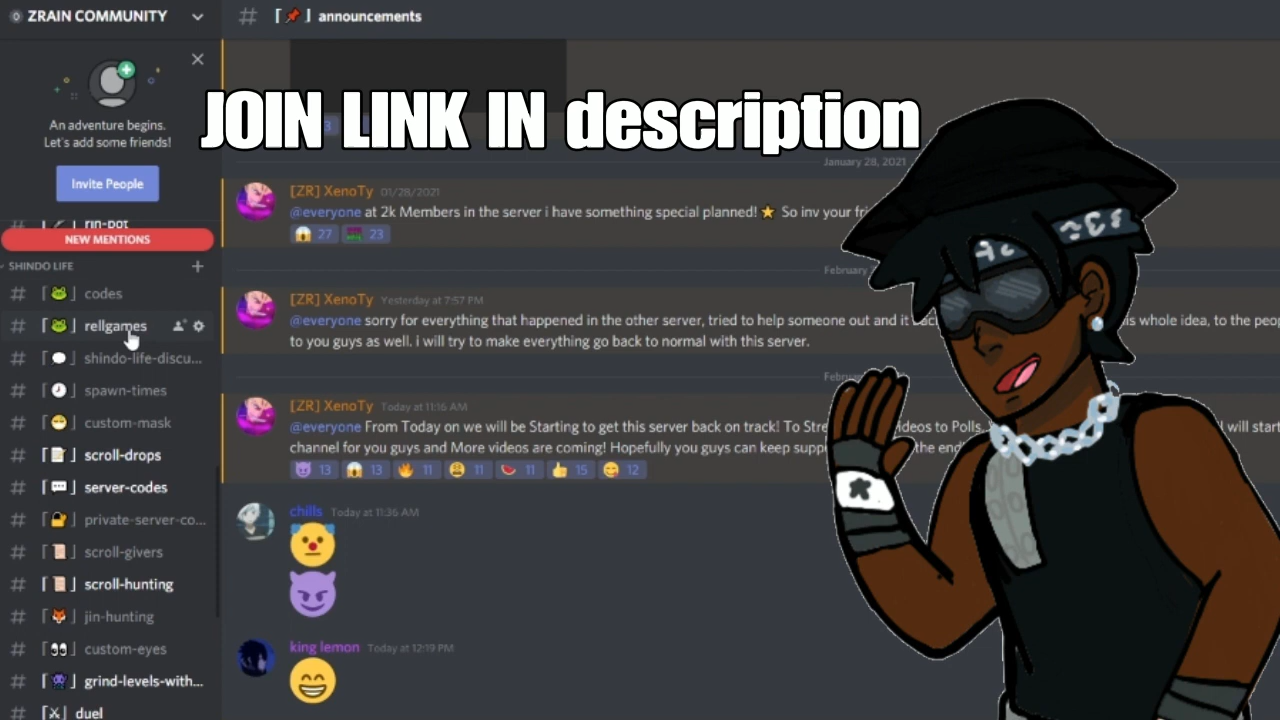 ZRAIN COMMUNITY
[ ] announcements
JOIN LINK IN description
An adventure begins.
Let's add some friends!
Invite People
January 28, 2021
[ZR] XenoTy 01/28/2021
@everyone at 2k Members in the server i have something special planned! So inv your
27 23
rin-bot
NEW MENTIONS
SHINDO LIFE
# [ ] codes
# [ ] rellgames
# [ ] shindo-life-discu...
# [ ] spawn-times
# [ ] custom-mask
# [ ] scroll-drops
# [ ] server-codes
# [ ] private-server-co...
# [ ] scroll-givers
# [ ] scroll-hunting
# [ ] jin-hunting
# [ ] custom-eyes
# [ ] grind-levels-with...
# [ ] duel
[ZR] XenoTy Yesterday at 7:57 PM
@everyone sorry for everything that happened in the other server, tried to help someone out and it whole idea, to the
to you guys as well. i will try to make everything go back to normal with this server.
[ZR] XenoTy Today at 11:16 AM
@everyone From Today on we will be Starting to get this server back on track! To to Polls. will start
channel for you guys and More videos are coming! Hopefully you guys can keep the
13 13 11 11 11 15 12
chills Today at 11:36 AM
king lemon Today at 12:19 PM